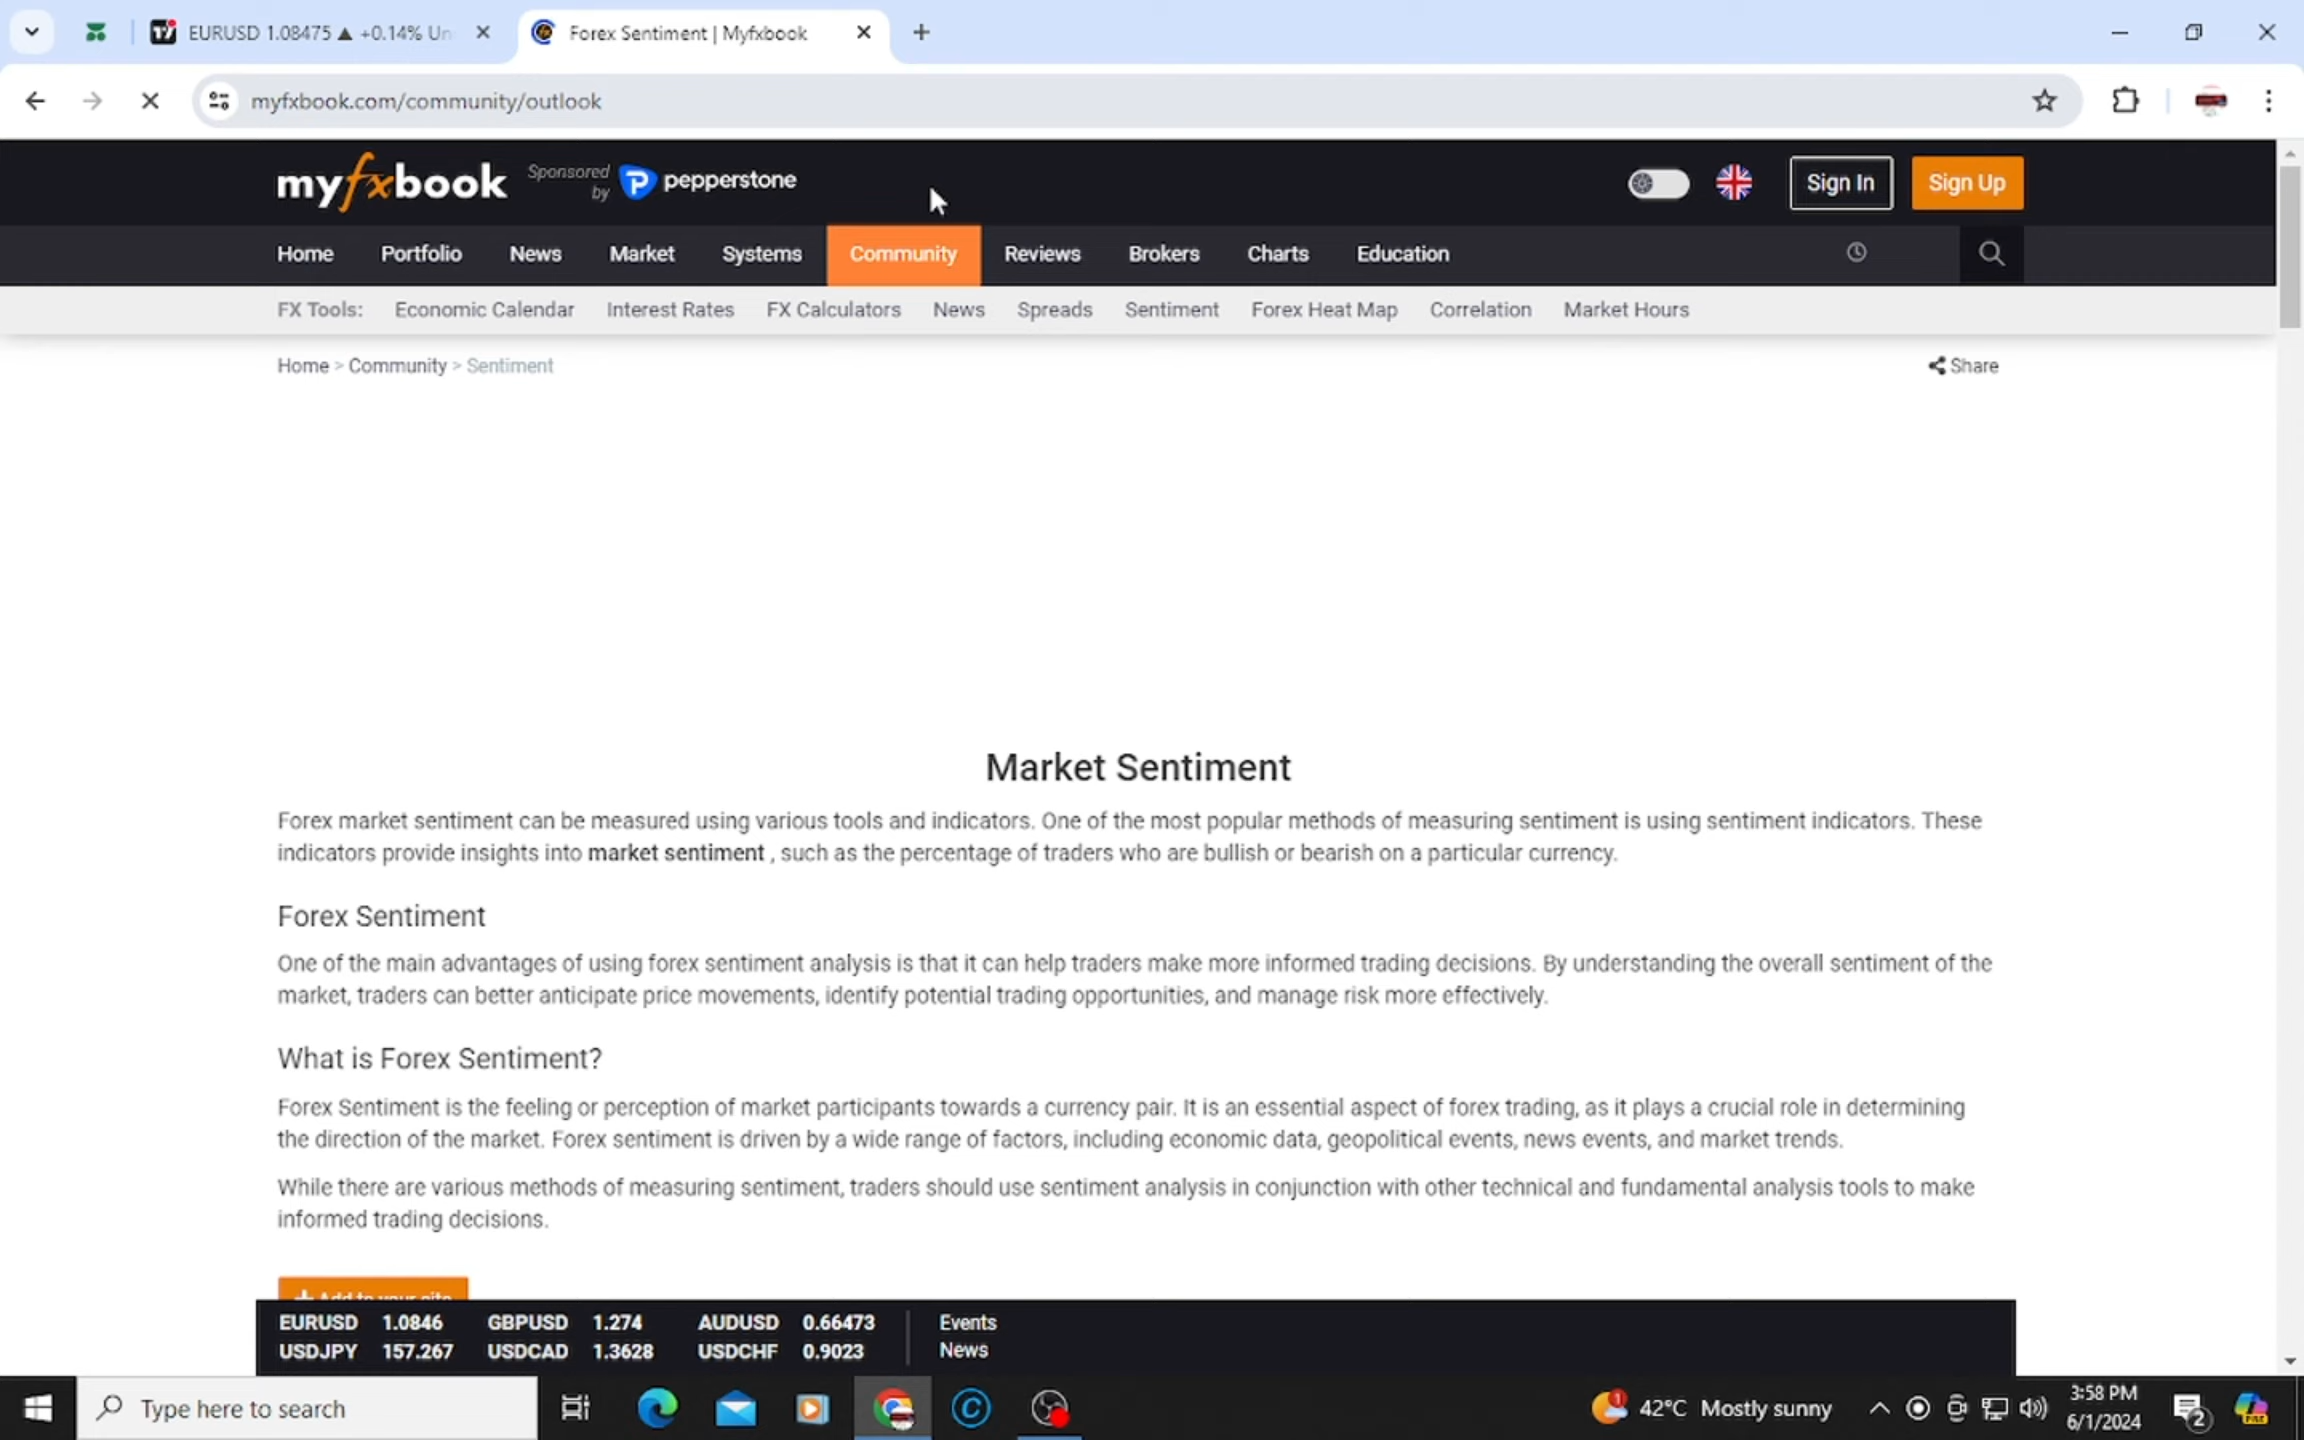 EURUSD 1.08475 ▲ +0.14% Un
Forex Sentiment | Myfxbook
myfxbook.com/community/outlook
myfxbook
Sponsored
by
pepperstone
Sign In
Sign Up
Home Portfolio News Market Systems Community Reviews Brokers Charts Education
FX Tools: Economic Calendar Interest Rates FX Calculators News Spreads Sentiment Forex Heat Map Correlation Market Hours
Home > Community > Sentiment
Share
Market Sentiment
Forex market sentiment can be measured using various tools and indicators. One of the most popular methods of measuring sentiment is using sentiment indicators. These
indicators provide insights into market sentiment , such as the percentage of traders who are bullish or bearish on a particular currency.
Forex Sentiment
One of the main advantages of using forex sentiment analysis is that it can help traders make more informed trading decisions. By understanding the overall sentiment of the
market, traders can better anticipate price movements, identify potential trading opportunities, and manage risk more effectively.
What is Forex Sentiment?
Forex Sentiment is the feeling or perception of market participants towards a currency pair. It is an essential aspect of forex trading, as it plays a crucial role in determining
the direction of the market. Forex sentiment is driven by a wide range of factors, including economic data, geopolitical events, news events, and market trends.
While there are various methods of measuring sentiment, traders should use sentiment analysis in conjunction with other technical and fundamental analysis tools to make
informed trading decisions.
+ Add to your site
EURUSD 1.0846 GBPUSD 1.274 AUDUSD 0.66473 Events
USDJPY 157.267 USDCAD 1.3628 USDCHF 0.9023 News
Type here to search
1
42°C Mostly sunny
3:58 PM
6/1/2024
2